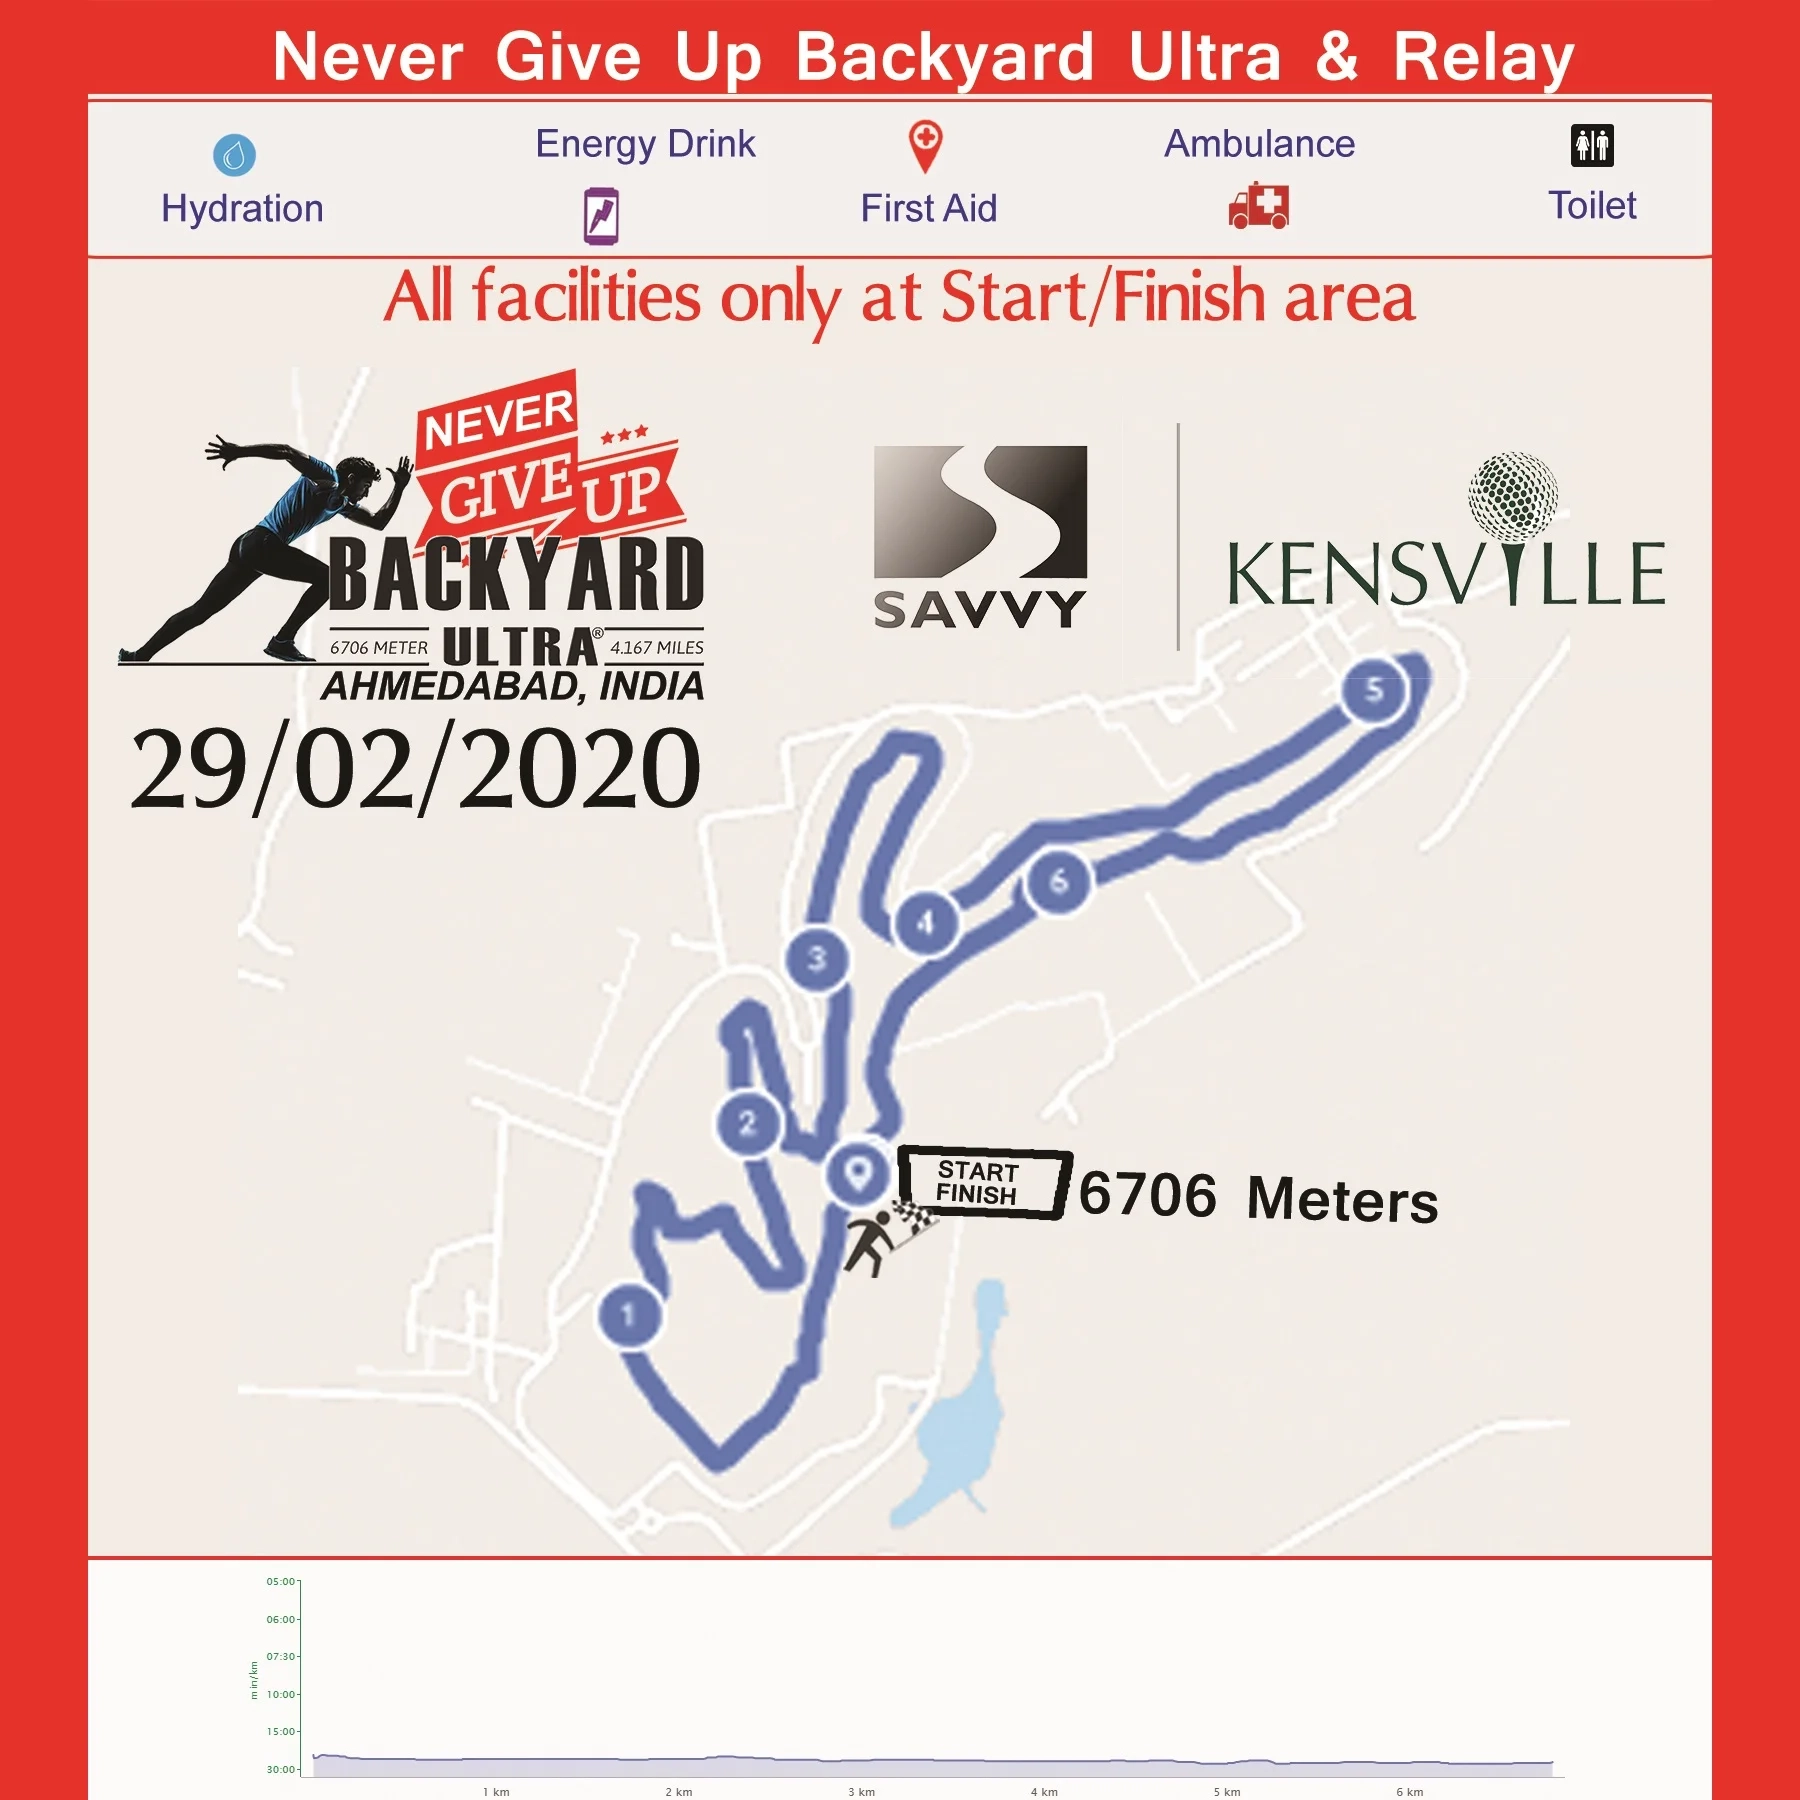 Never Give Up Backyard Ultra & Relay
Hydration
Energy Drink
First Aid
Ambulance
Toilet
All facilities only at Start/Finish area
NEVER
GIVE UP
BACKYARD
6706 METER ULTRA® 4.167 MILES
AHMEDABAD, INDIA
29/02/2020
SAVVY
KENSVILLE
5
6
4
3
2
START
FINISH
6706 Meters
1
05:00
06:00
07:30
10:00
15:00
30:00
min/km
1 km 2 km 3 km 4 km 5 km 6 km